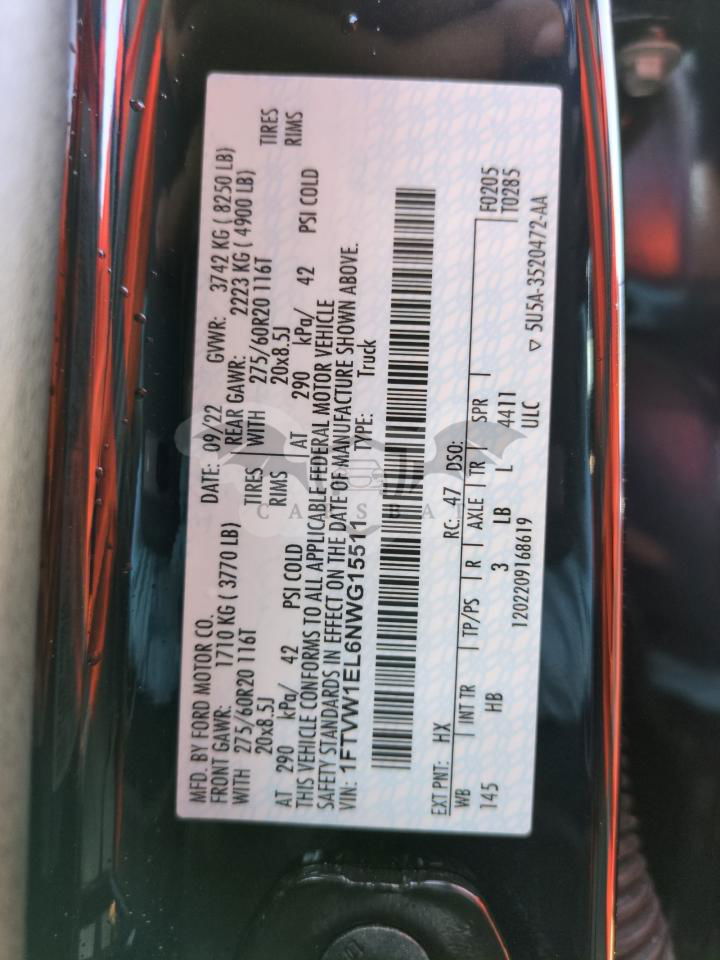 MFD. BY FORD MOTOR CO.
DATE: 09/22 GVWR: 3742 KG ( 8250 LB)
FRONT GAWR: 1710 KG ( 3770 LB) REAR GAWR: 2223 KG ( 4900 LB)
WITH 275/60R20 116T TIRES WITH 275/60R20 116T TIRES
20x8.5J RIMS 20x8.5J RIMS
AT 290 kPa/ 42 PSI COLD AT 290 kPa/ 42 PSI COLD
THIS VEHICLE CONFORMS TO ALL APPLICABLE FEDERAL MOTOR VEHICLE
SAFETY STANDARDS IN EFFECT ON THE DATE OF MANUFACTURE SHOWN ABOVE.
VIN: 1FTVW1EL6NWG15511 TYPE: Truck
EXT PNT: HX RC: 47 DSO:
WB INT TR TP/PS R AXLE TR SPR F0205
145 HB 3 LB L 4411 T0285
1202209168619 ULC ▽ 5U5A-3520472-AA